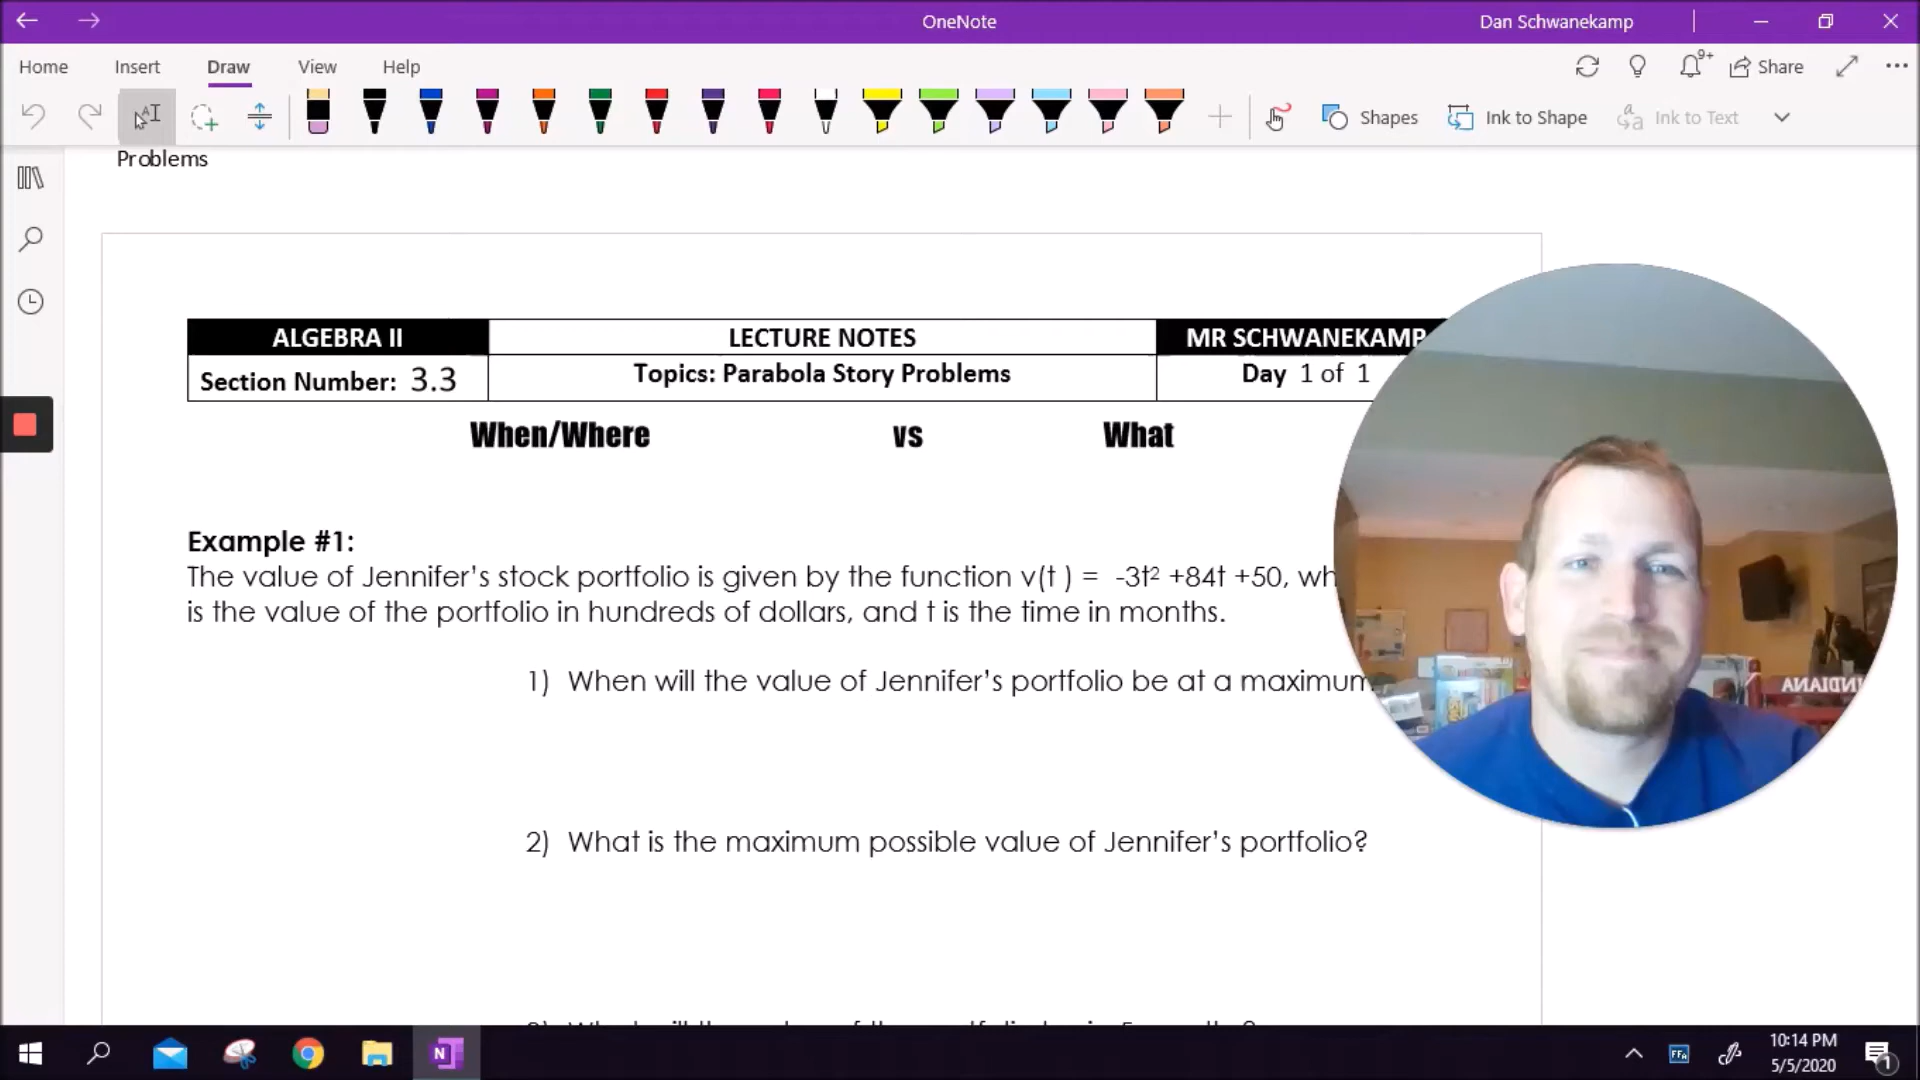 OneNote
Dan Schwanekamp
Home Insert Draw View Help
9+
Share
Shapes
Ink to Shape
Ink to Text
Problems
ALGEBRA II
LECTURE NOTES
MR SCHWANEKAMP
Section Number: 3.3
Topics: Parabola Story Problems
Day 1 of 1
When/Where vs What
Example #1:
The value of Jennifer’s stock portfolio is given by the function v(t ) = -3t² +84t +50,
is the value of the portfolio in hundreds of dollars, and t is the time in months.
1) When will the value of Jennifer’s portfolio be at a maximum
INDIANA
2) What is the maximum possible value of Jennifer’s portfolio?
10:14 PM
5/5/2020
1